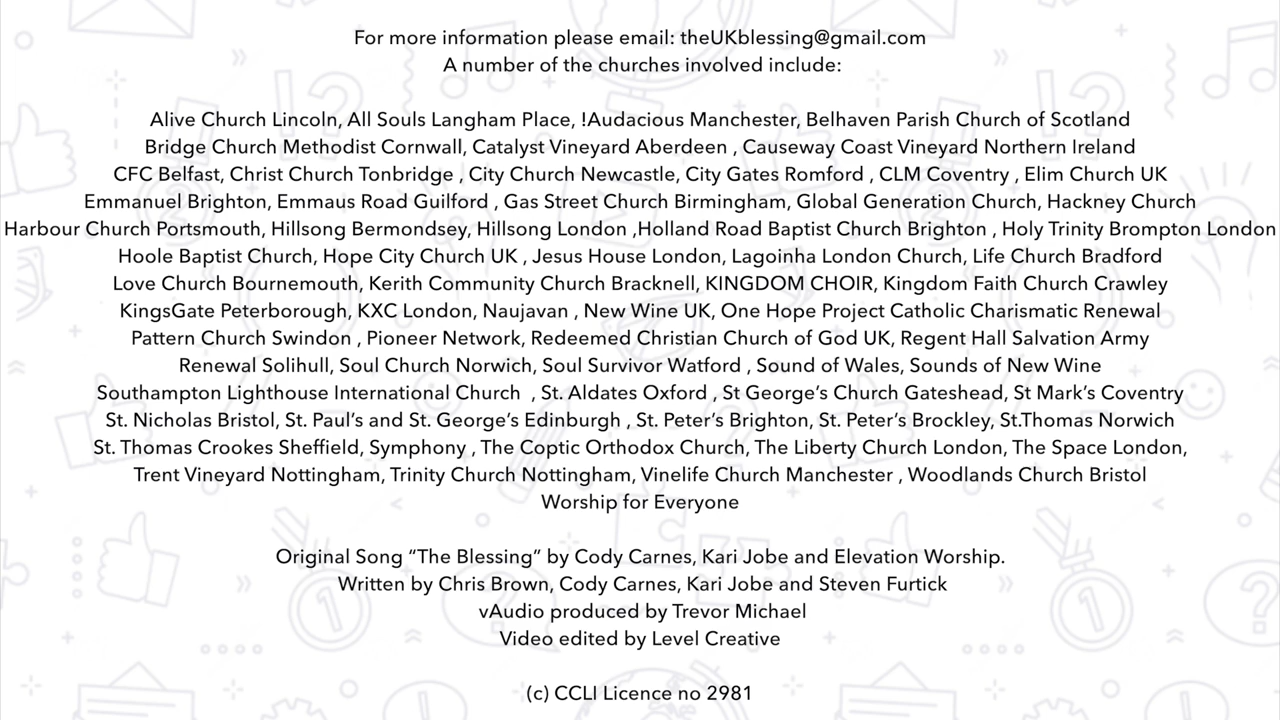 For more information please email: theUKblessing@gmail.com
A number of the churches involved include:
Alive Church Lincoln, All Souls Langham Place, !Audacious Manchester, Belhaven Parish Church of Scotland
Bridge Church Methodist Cornwall, Catalyst Vineyard Aberdeen , Causeway Coast Vineyard Northern Ireland
CFC Belfast, Christ Church Tonbridge , City Church Newcastle, City Gates Romford , CLM Coventry , Elim Church UK
Emmanuel Brighton, Emmaus Road Guilford , Gas Street Church Birmingham, Global Generation Church, Hackney Church
Harbour Church Portsmouth, Hillsong Bermondsey, Hillsong London ,Holland Road Baptist Church Brighton , Holy Trinity Brompton London
Hoole Baptist Church, Hope City Church UK , Jesus House London, Lagoinha London Church, Life Church Bradford
Love Church Bournemouth, Kerith Community Church Bracknell, KINGDOM CHOIR, Kingdom Faith Church Crawley
KingsGate Peterborough, KXC London, Naujavan , New Wine UK, One Hope Project Catholic Charismatic Renewal
Pattern Church Swindon , Pioneer Network, Redeemed Christian Church of God UK, Regent Hall Salvation Army
Renewal Solihull, Soul Church Norwich, Soul Survivor Watford , Sound of Wales, Sounds of New Wine
Southampton Lighthouse International Church  , St. Aldates Oxford , St George’s Church Gateshead, St Mark’s Coventry
St. Nicholas Bristol, St. Paul’s and St. George’s Edinburgh , St. Peter’s Brighton, St. Peter’s Brockley, St.Thomas Norwich
St. Thomas Crookes Sheffield, Symphony , The Coptic Orthodox Church, The Liberty Church London, The Space London,
Trent Vineyard Nottingham, Trinity Church Nottingham, Vinelife Church Manchester , Woodlands Church Bristol
Worship for Everyone
Original Song “The Blessing” by Cody Carnes, Kari Jobe and Elevation Worship.
Written by Chris Brown, Cody Carnes, Kari Jobe and Steven Furtick
vAudio produced by Trevor Michael
Video edited by Level Creative
(c) CCLI Licence no 2981